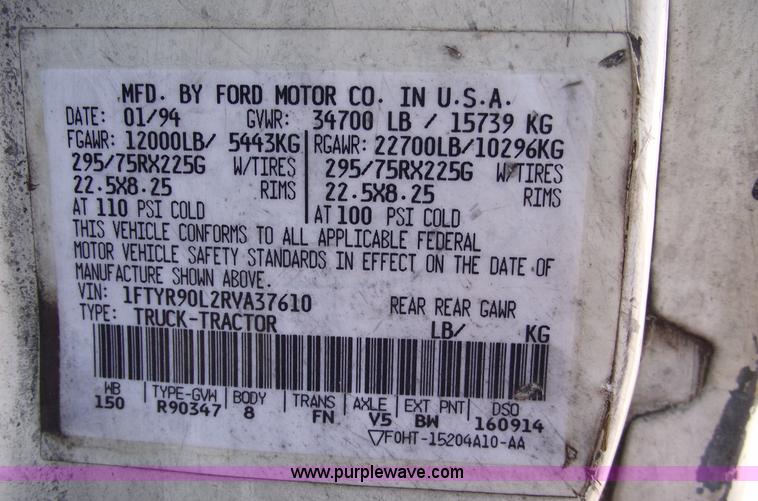 MFD. BY FORD MOTOR CO. IN U.S.A.
DATE: 01/94 GVWR: 34700 LB / 15739 KG
FGAWR: 12000LB/ 5443KG RGAWR: 22700LB/10296KG
295/75RX225G W/TIRES 295/75RX225G W/TIRES
22.5X8.25 RIMS 22.5X8.25 RIMS
AT 110 PSI COLD AT 100 PSI COLD
THIS VEHICLE CONFORMS TO ALL APPLICABLE FEDERAL
MOTOR VEHICLE SAFETY STANDARDS IN EFFECT ON THE DATE OF
MANUFACTURE SHOWN ABOVE.
VIN: 1FTYR90L2RVA37610 REAR REAR GAWR
TYPE: TRUCK-TRACTOR LB/ KG
WB TYPE-GVW BODY TRANS AXLE EXT PNT DSO
150 R90347 8 FN V5 BW 160914
▽F0HT-15204A10-AA
www.purplewave.com